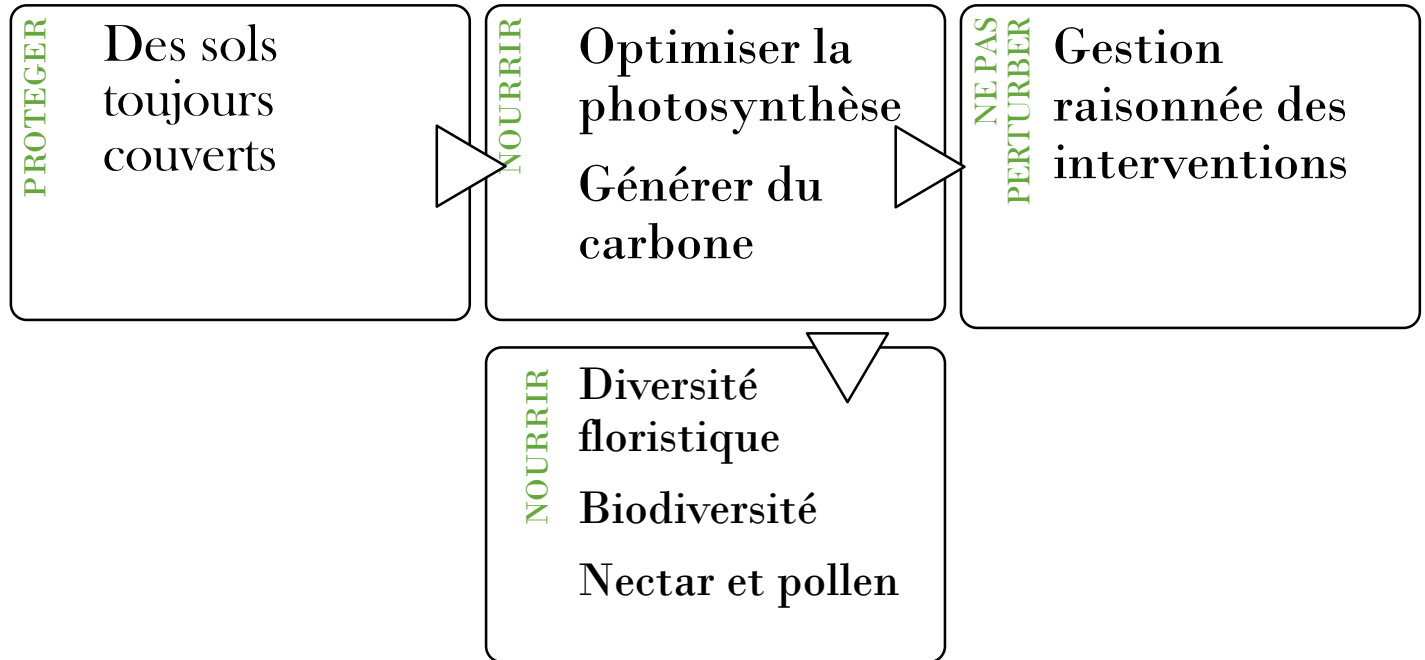 PROTEGER
Des sols
toujours
couverts
NOURRIR
Optimiser la
photosynthèse
Générer du
carbone
NE PAS
PERTURBER
Gestion
raisonnée des
interventions
NOURRIR
Diversité
floristique
Biodiversité
Nectar et pollen